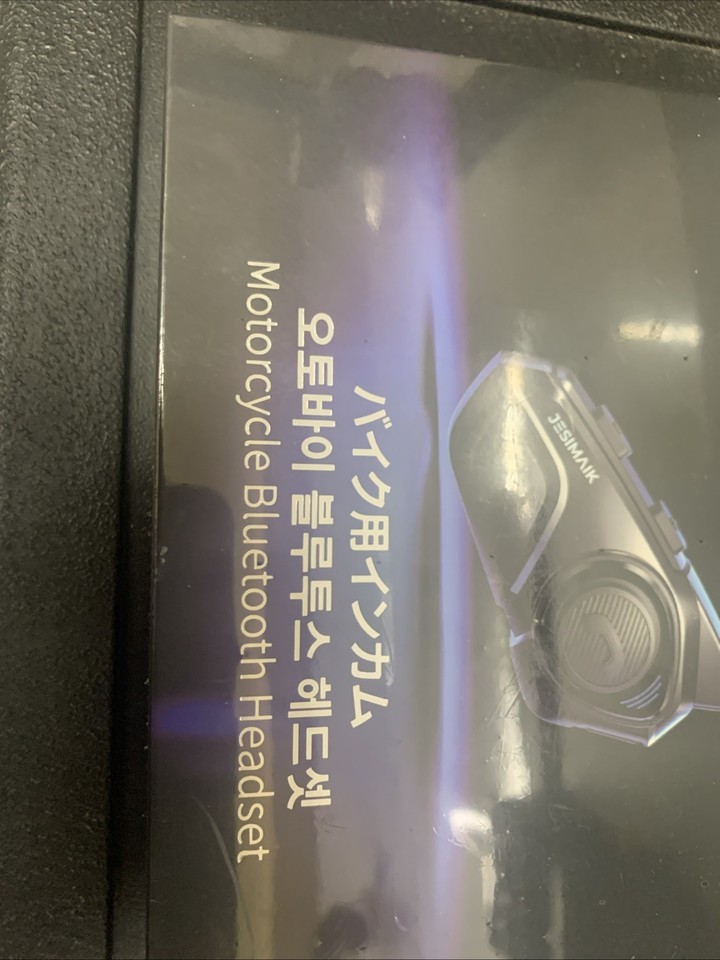 JESIMAIK
バイク用インカム
오토바이 블루투스 헤드셋
Motorcycle Bluetooth Headset